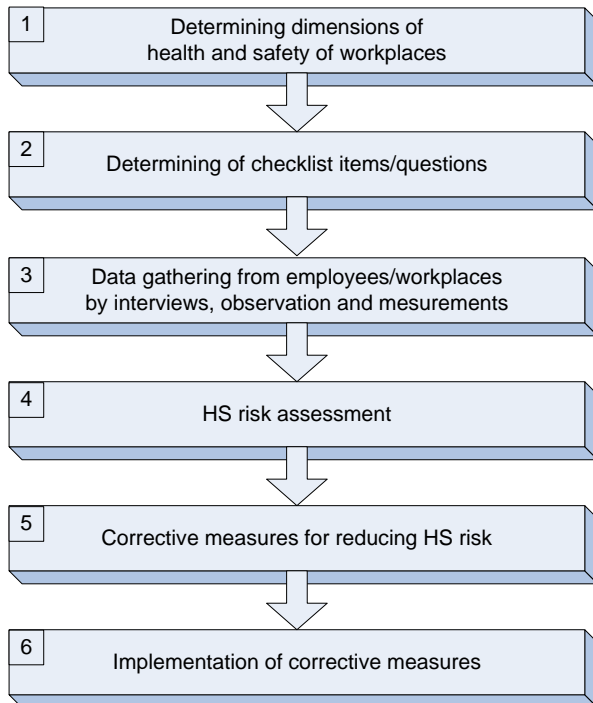 1
Determining dimensions of
health and safety of workplaces
2
Determining of checklist items/questions
3
Data gathering from employees/workplaces
by interviews, observation and mesurements
4
HS risk assessment
5
Corrective measures for reducing HS risk
6
Implementation of corrective measures